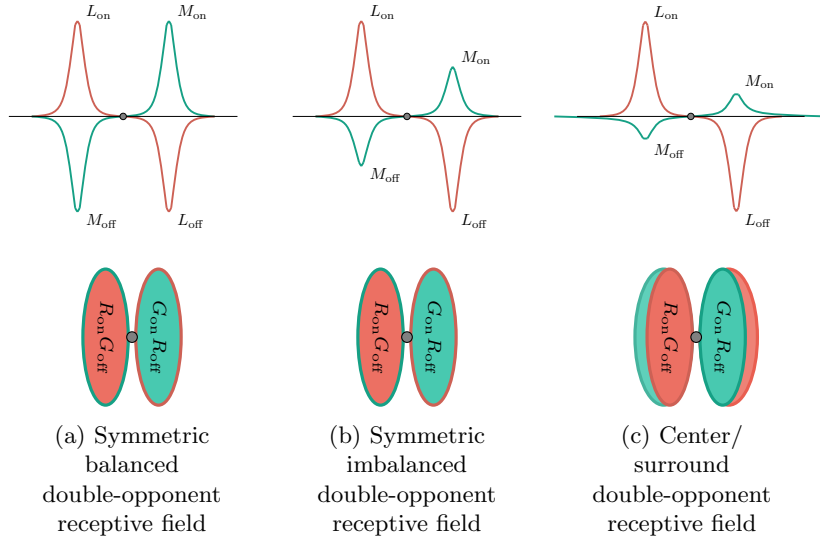 L_on
M_on
M_off
L_off
L_on
M_on
M_off
L_off
L_on
M_on
M_off
L_off
R_on G_off
G_on R_off
R_on G_off
G_on R_off
R_on G_off
G_on R_off
(a) Symmetric
balanced
double-opponent
receptive field
(b) Symmetric
imbalanced
double-opponent
receptive field
(c) Center/
surround
double-opponent
receptive field